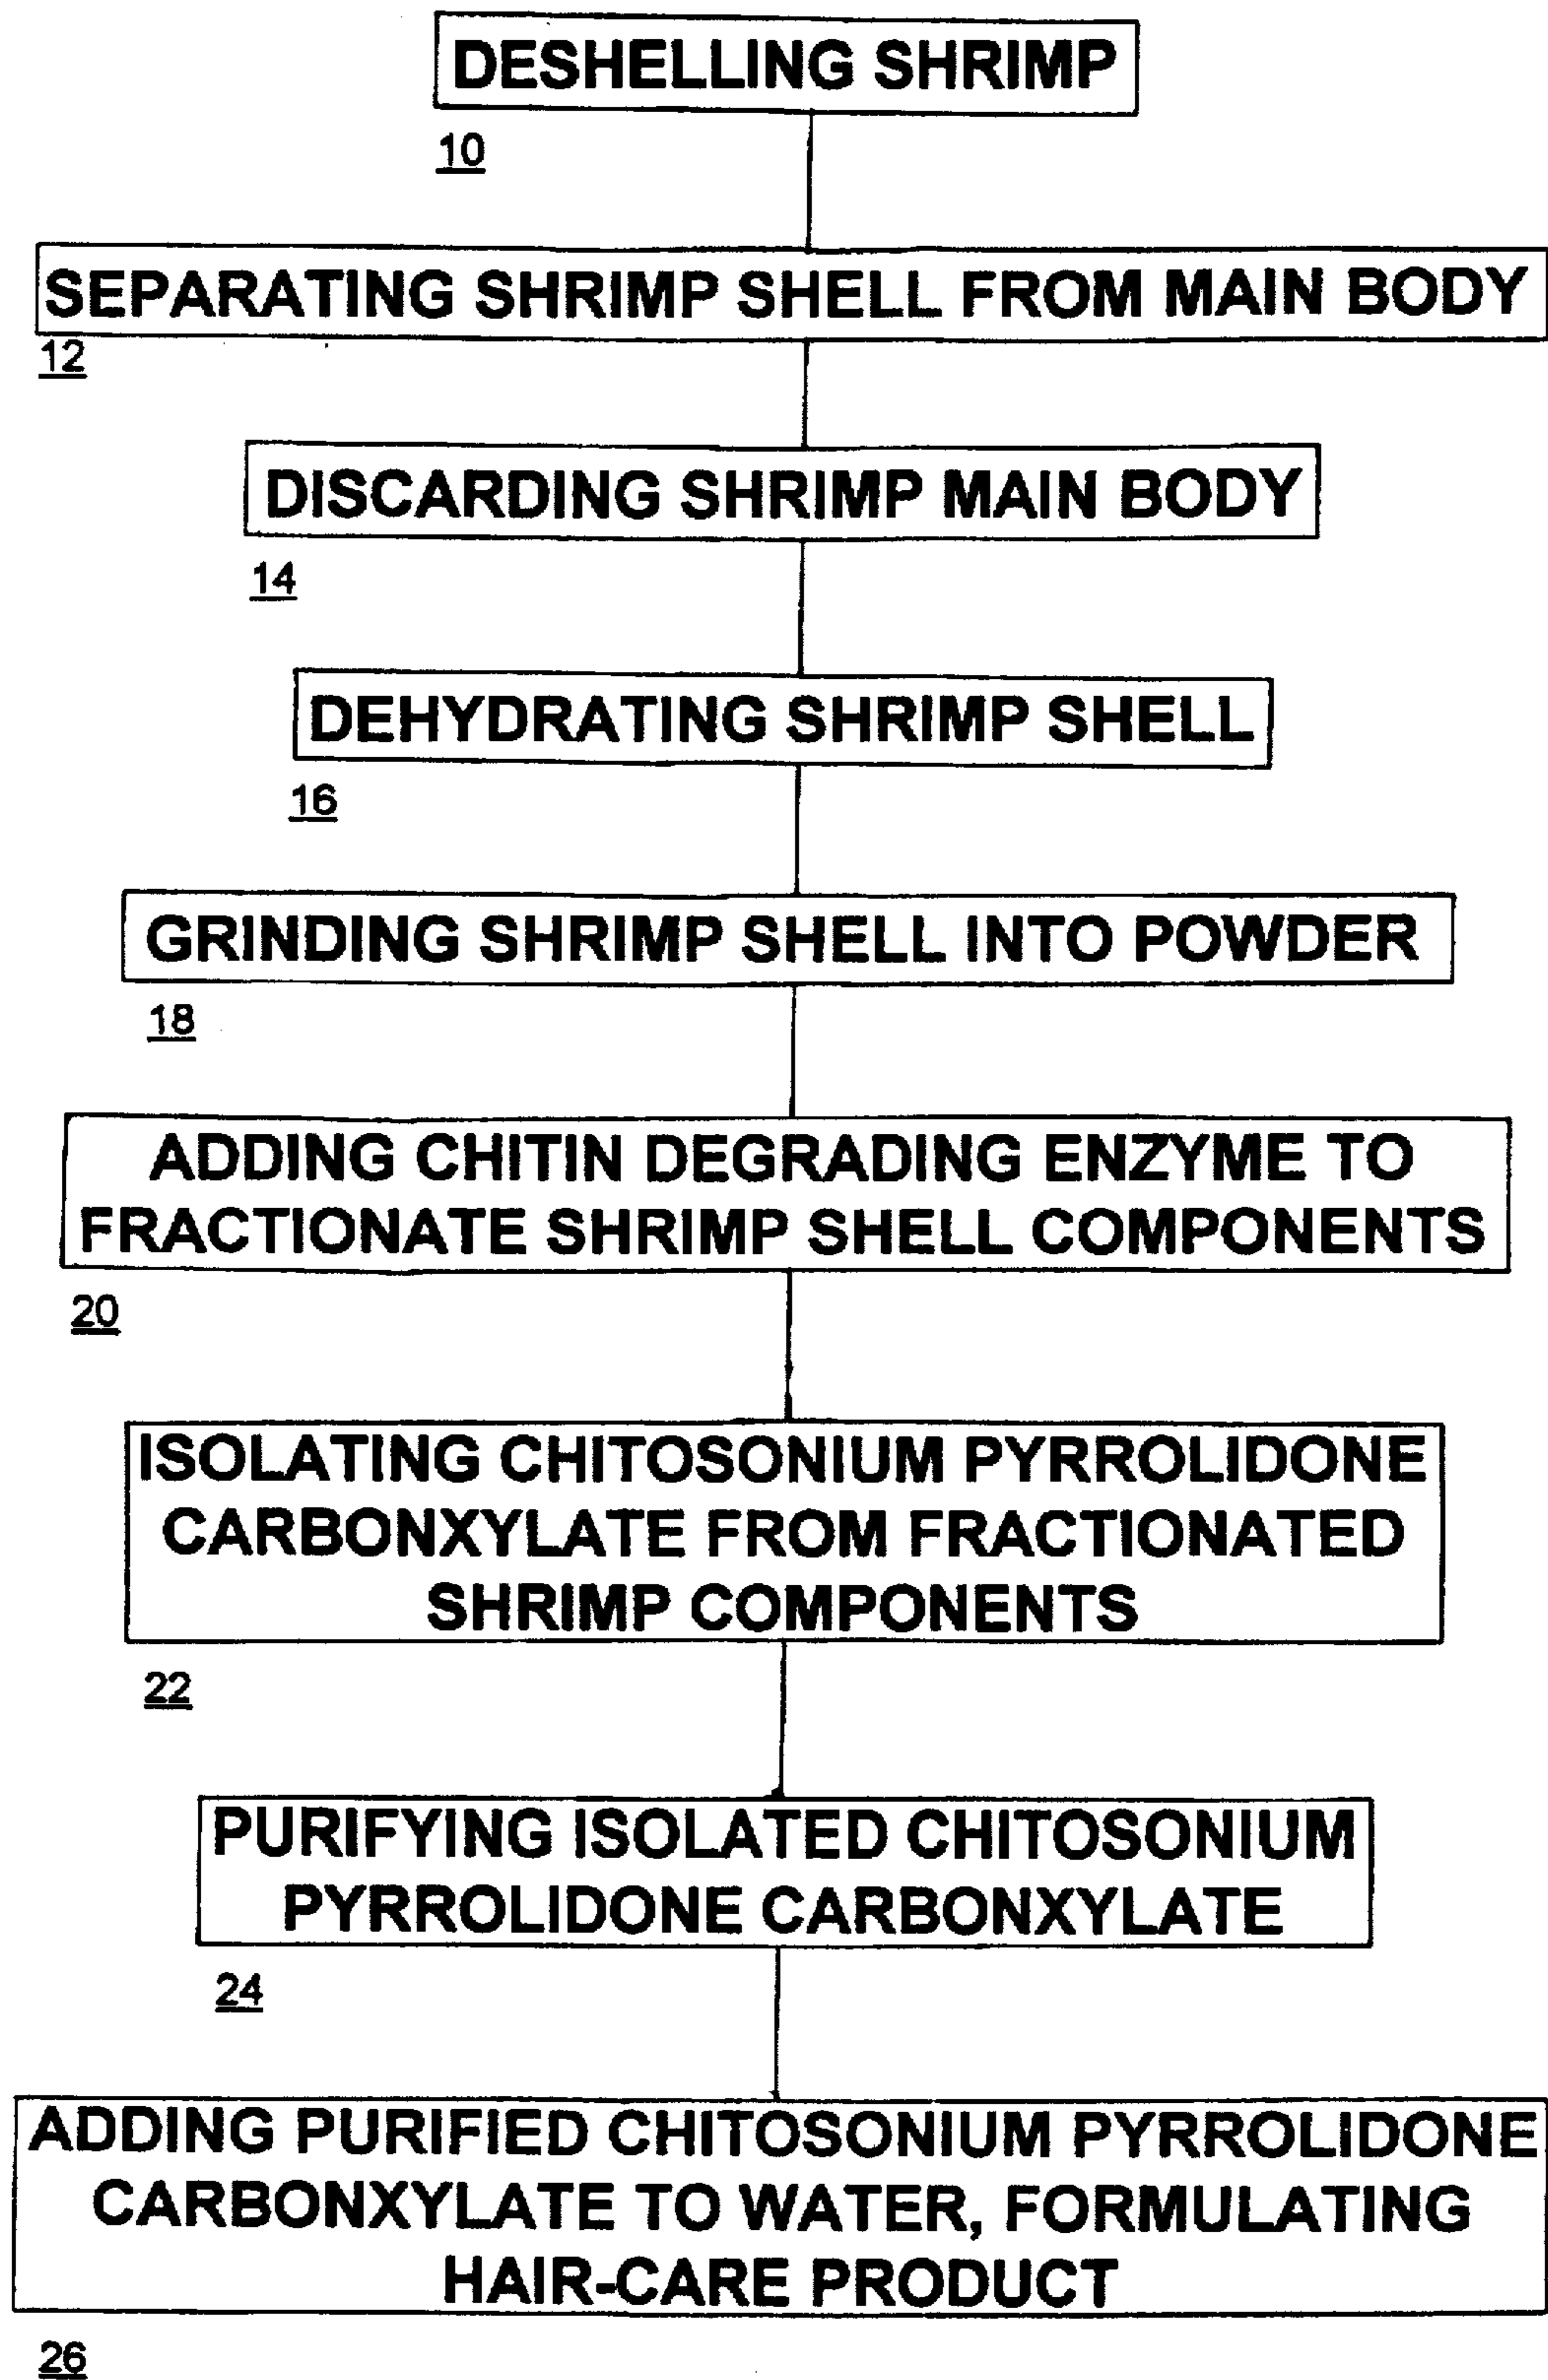 DESHELLING SHRIMP
10
SEPARATING SHRIMP SHELL FROM MAIN BODY
12
DISCARDING SHRIMP MAIN BODY
14
DEHYDRATING SHRIMP SHELL
16
GRINDING SHRIMP SHELL INTO POWDER
18
ADDING CHITIN DEGRADING ENZYME TO
FRACTIONATE SHRIMP SHELL COMPONENTS
20
ISOLATING CHITOSONIUM PYRROLIDONE
CARBONXYLATE FROM FRACTIONATED
SHRIMP COMPONENTS
22
PURIFYING ISOLATED CHITOSONIUM
PYRROLIDONE CARBONXYLATE
24
ADDING PURIFIED CHITOSONIUM PYRROLIDONE
CARBONXYLATE TO WATER, FORMULATING
HAIR-CARE PRODUCT
26